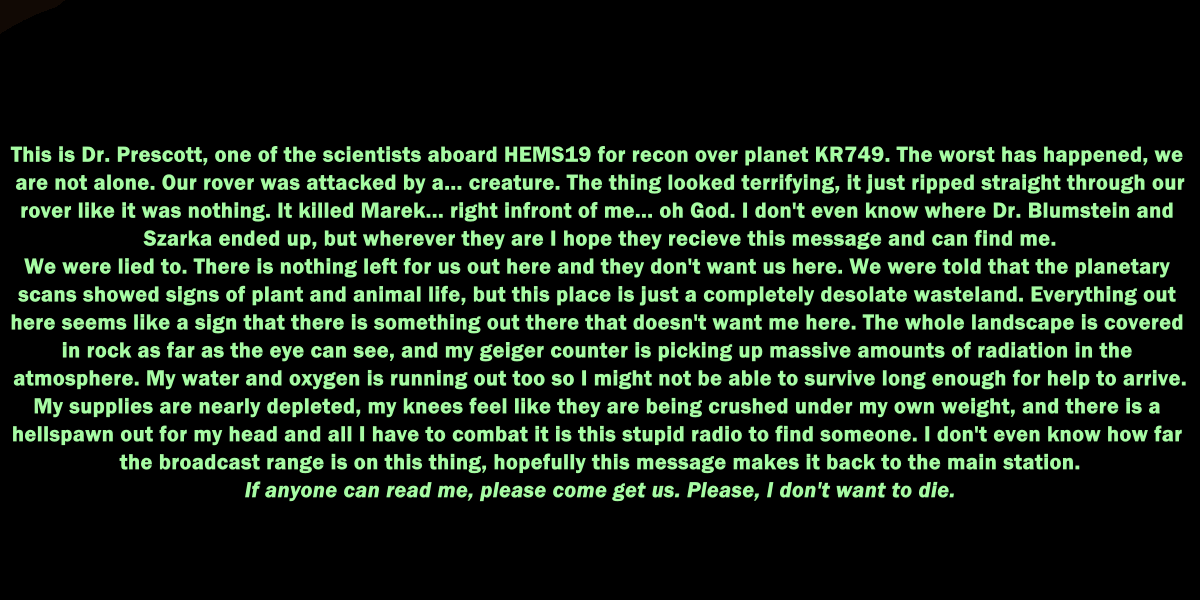 This is Dr. Prescott, one of the scientists aboard HEMS19 for recon over planet KR749. The worst has happened, we
are not alone. Our rover was attacked by a... creature. The thing looked terrifying, it just ripped straight through our
rover like it was nothing. It killed Marek... right infront of me... oh God. I don't even know where Dr. Blumstein and
Szarka ended up, but wherever they are I hope they recieve this message and can find me.
We were lied to. There is nothing left for us out here and they don't want us here. We were told that the planetary
scans showed signs of plant and animal life, but this place is just a completely desolate wasteland. Everything out
here seems like a sign that there is something out there that doesn't want me here. The whole landscape is covered
in rock as far as the eye can see, and my geiger counter is picking up massive amounts of radiation in the
atmosphere. My water and oxygen is running out too so I might not be able to survive long enough for help to arrive.
My supplies are nearly depleted, my knees feel like they are being crushed under my own weight, and there is a
hellspawn out for my head and all I have to combat it is this stupid radio to find someone. I don't even know how far
the broadcast range is on this thing, hopefully this message makes it back to the main station.
If anyone can read me, please come get us. Please, I don't want to die.